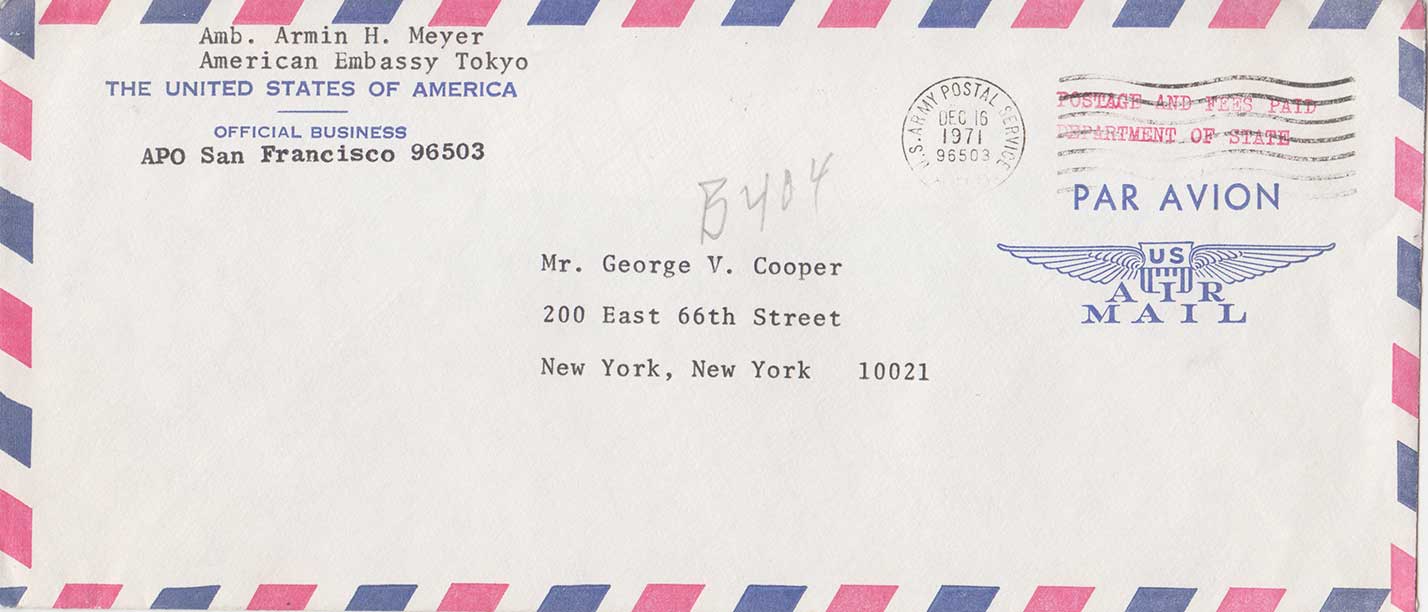 Amb. Armin H. Meyer
American Embassy Tokyo
THE UNITED STATES OF AMERICA
OFFICIAL BUSINESS
APO San Francisco 96503
U.S. ARMY POSTAL SERVICE
DEC 16
1971
96503
POSTAGE AND FEES PAID
DEPARTMENT OF STATE
PAR AVION
US
AIR
MAIL
B404
Mr. George V. Cooper
200 East 66th Street
New York, New York 10021